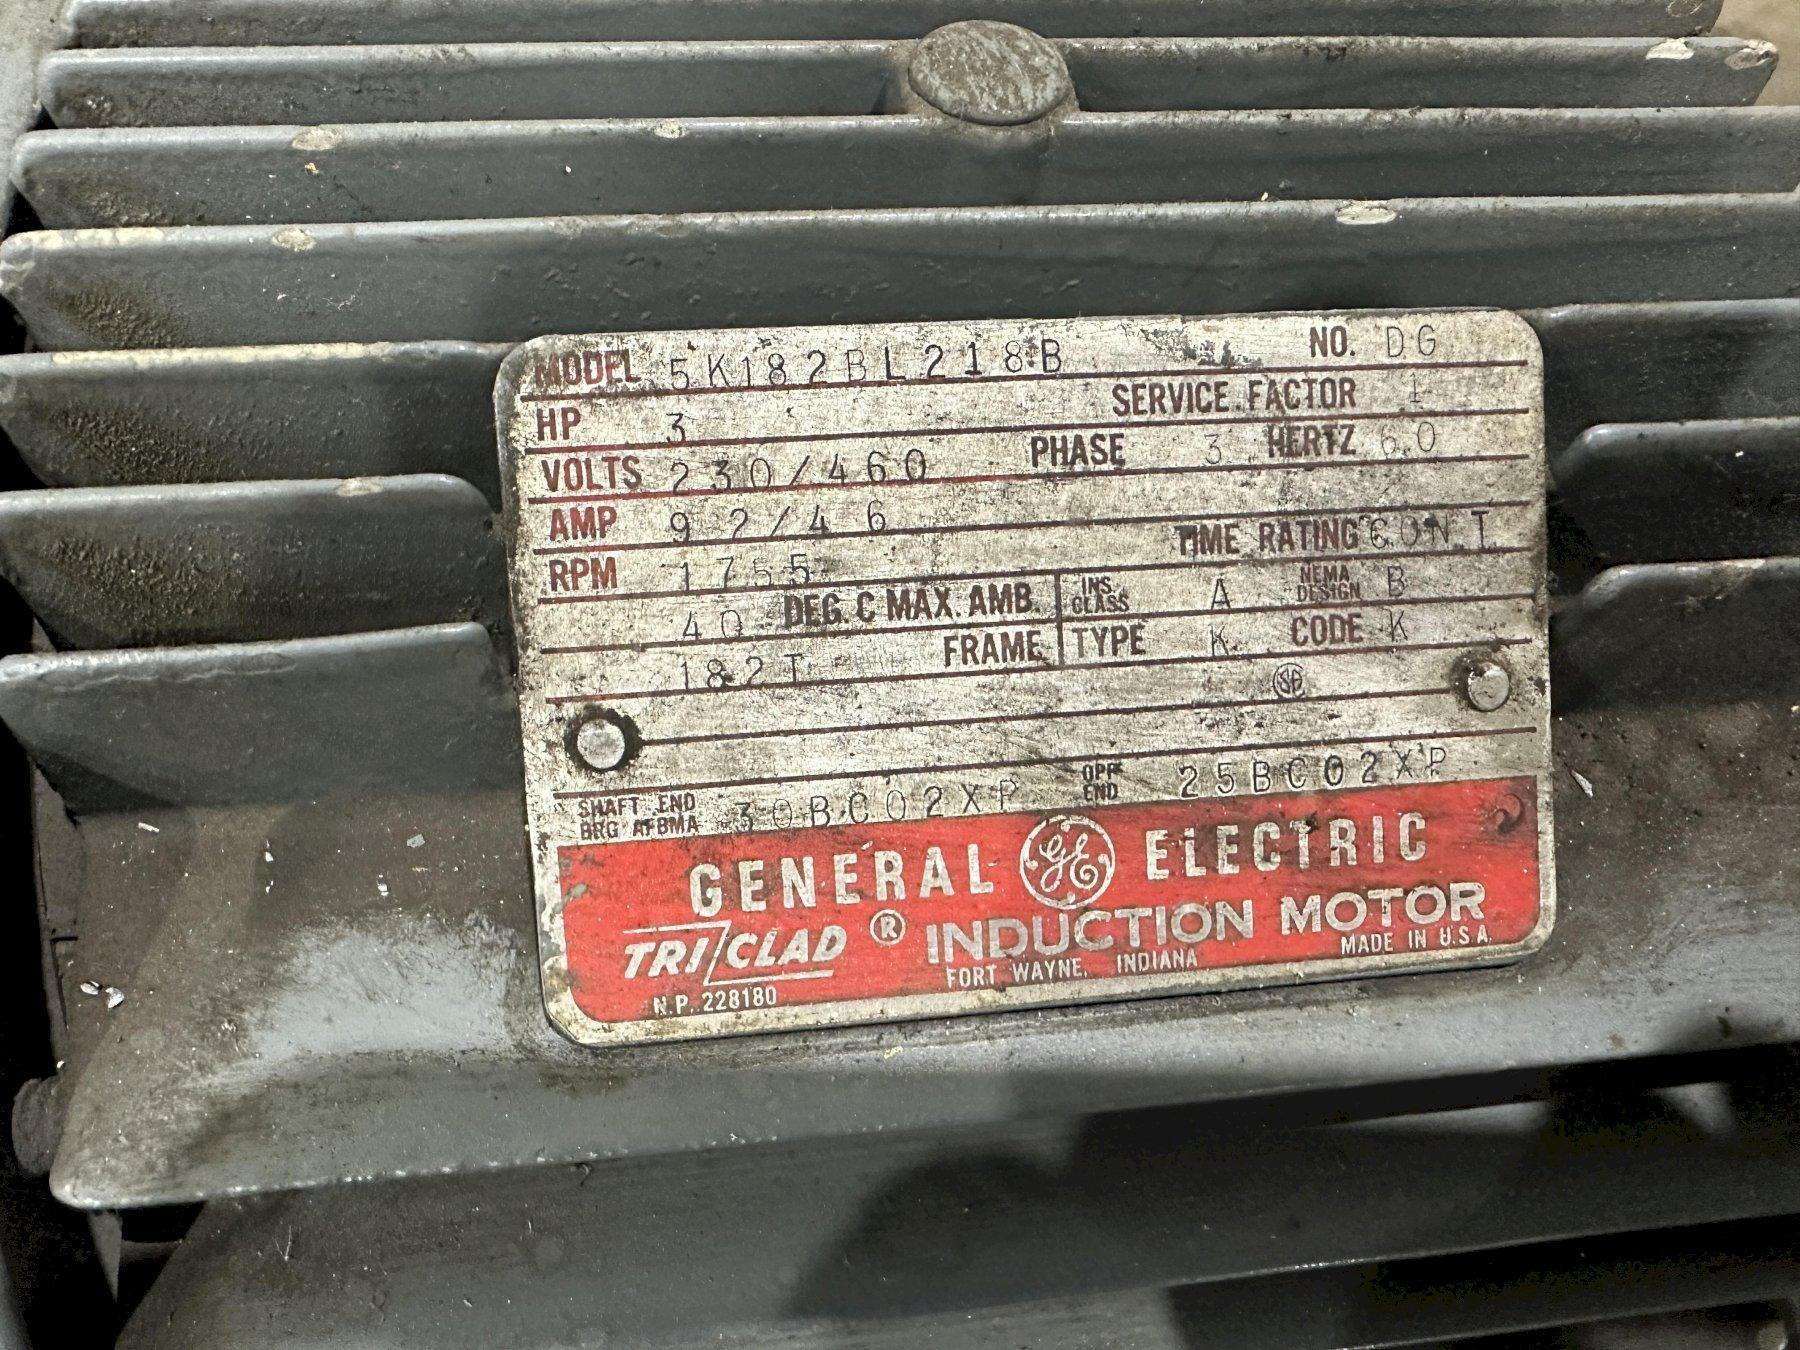 MODEL 5K182BL218B NO. DG
HP 3 SERVICE FACTOR 1
VOLTS 230/460 PHASE 3 HERTZ 60
AMP 9 2/4 6
RPM 1755 TIME RATING CONT
40 DEG. C MAX. AMB. INS. CLASS A NEMA DESIGN B
182T FRAME TYPE K CODE K
SHAFT END BRG AFBMA 30BC02XP OPP END 25BC02XP
GENERAL GE ELECTRIC
TRI/CLAD ® INDUCTION MOTOR
FORT WAYNE, INDIANA MADE IN U.S.A.
N.P. 228180